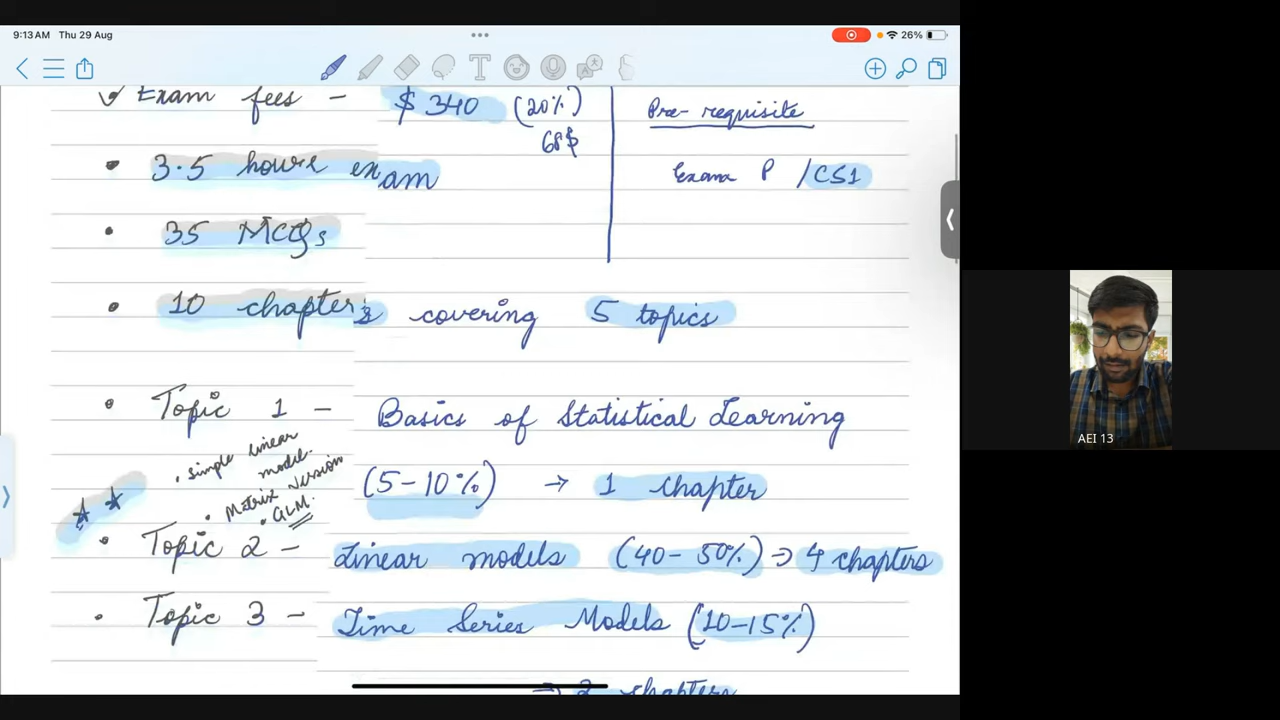 9:13 AM Thu 29 Aug
26%
✓ Exam fees - $ 340 (20%)
68$
Pre-requisite
Exam P / CS1
• 3.5 hours exam
• 35 MCQs
• 10 chapters covering 5 topics
• Topic 1 - Basics of Statistical Learning
(5-10%) → 1 chapter
• Simple linear
model.
• Matrix version
• GLM.
• Topic 2 - Linear models (40-50%) → 4 chapters
• Topic 3 - Time Series Models (10-15%)
→ 2 chapters
AEI 13